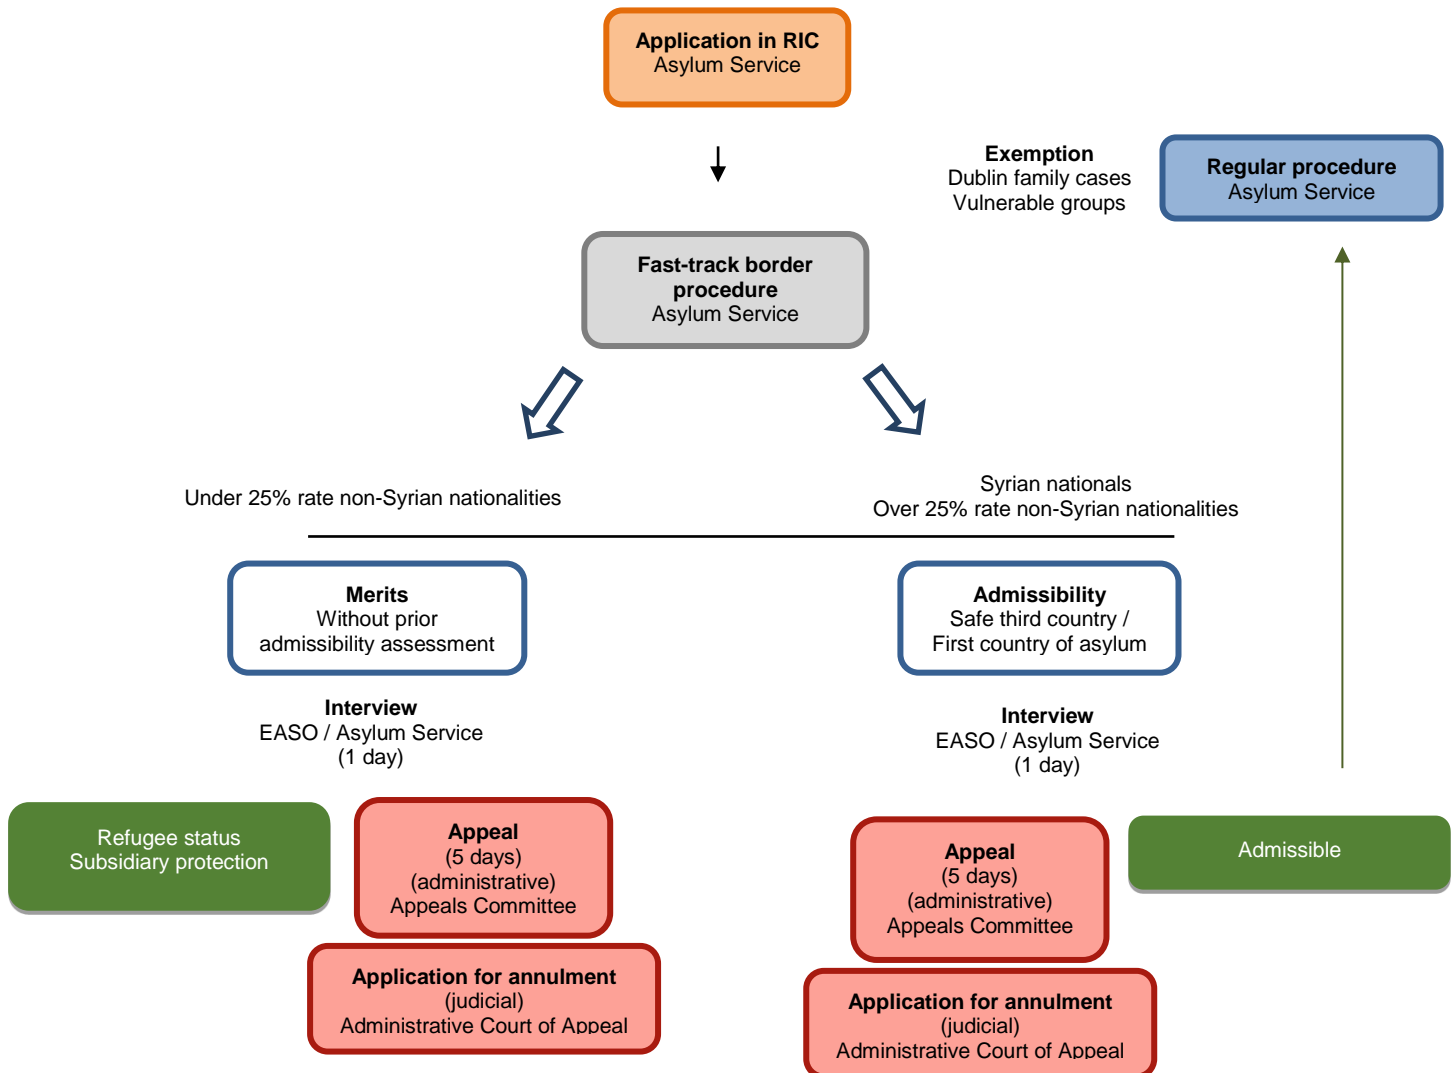 Application in RIC
Asylum Service
Exemption
Dublin family cases
Vulnerable groups
Regular procedure
Asylum Service
Fast-track border
procedure
Asylum Service
Under 25% rate non-Syrian nationalities
Syrian nationals
Over 25% rate non-Syrian nationalities
Merits
Without prior
admissibility assessment
Admissibility
Safe third country /
First country of asylum
Interview
EASO / Asylum Service
(1 day)
Interview
EASO / Asylum Service
(1 day)
Refugee status
Subsidiary protection
Appeal
(5 days)
(administrative)
Appeals Committee
Appeal
(5 days)
(administrative)
Appeals Committee
Admissible
Application for annulment
(judicial)
Administrative Court of Appeal
Application for annulment
(judicial)
Administrative Court of Appeal